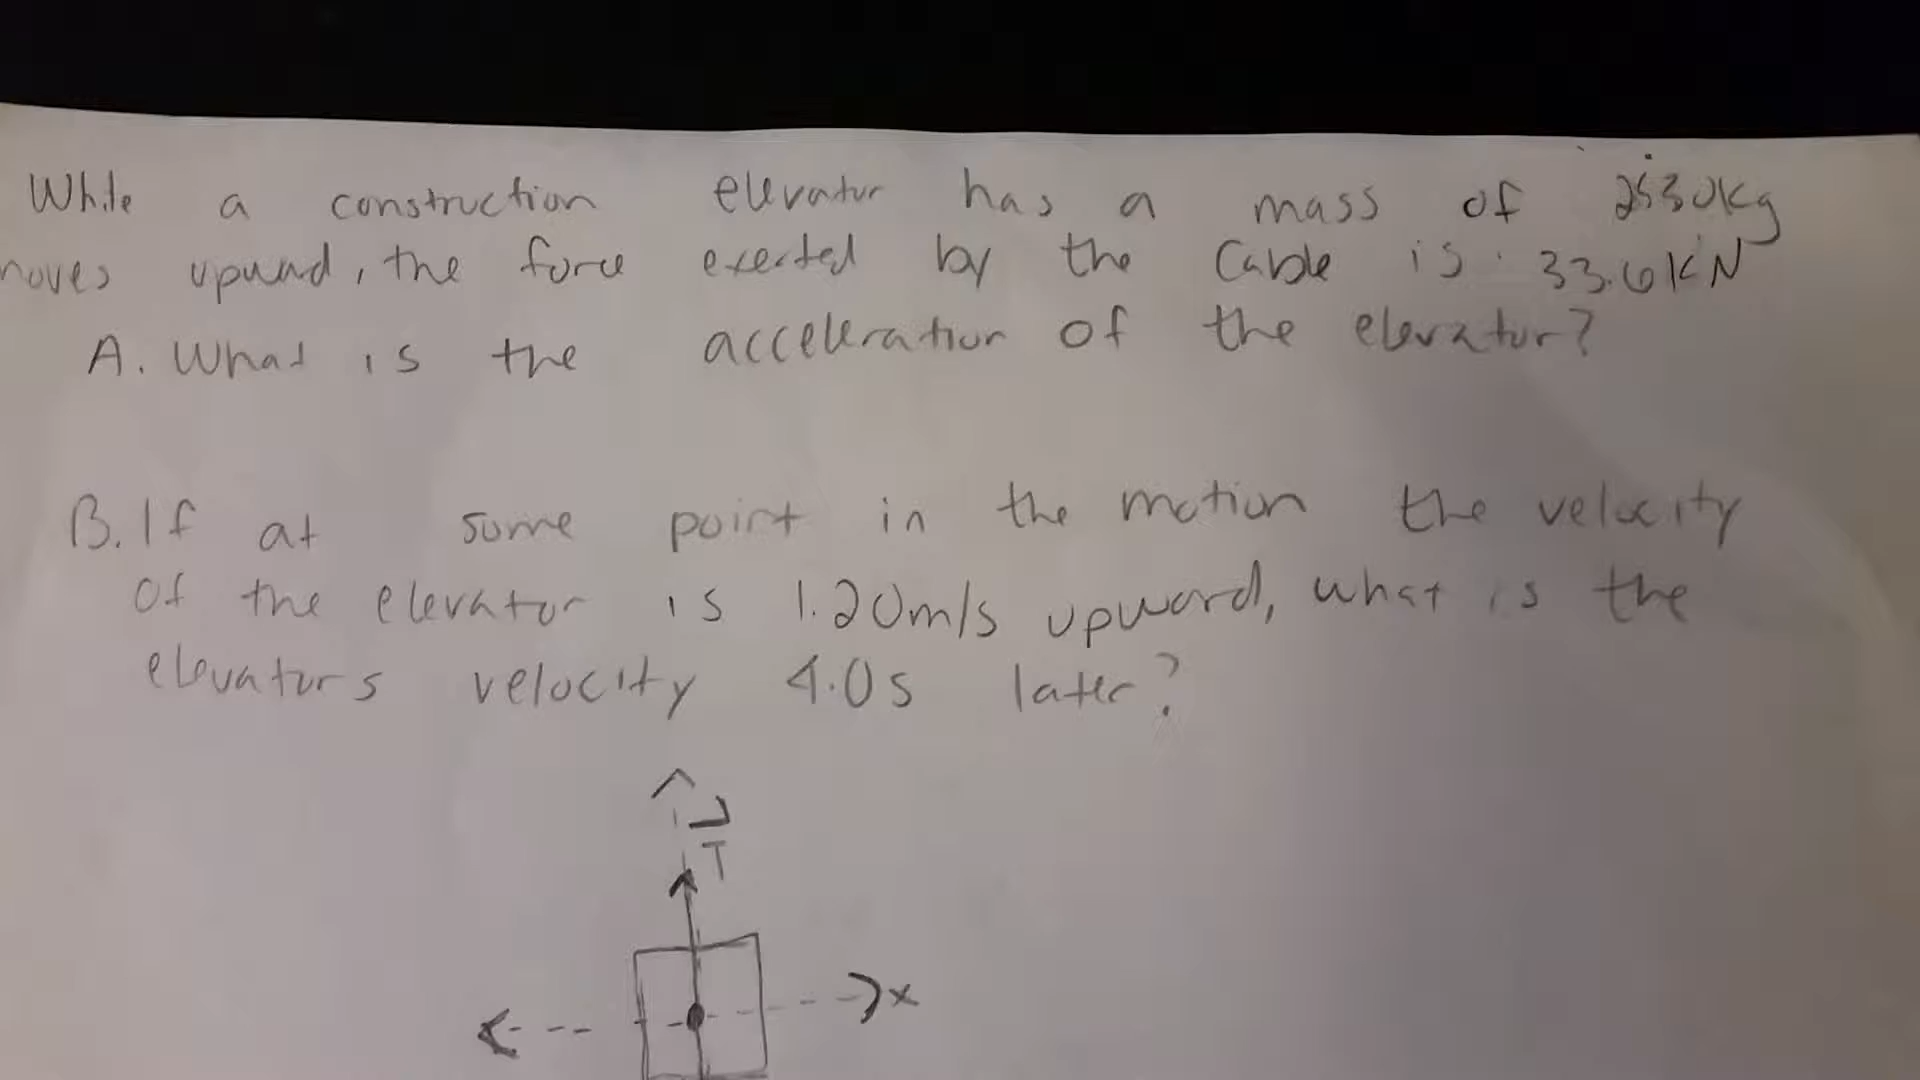 While a construction elevator has a mass of 2530kg
moves upward, the force exerted by the Cable is 33.6kN
A. What is the acceleration of the elevator?
B. If at some point in the motion the velocity
of the elevator is 1.20m/s upward, what is the
elevators velocity 4.0s later?
T
x